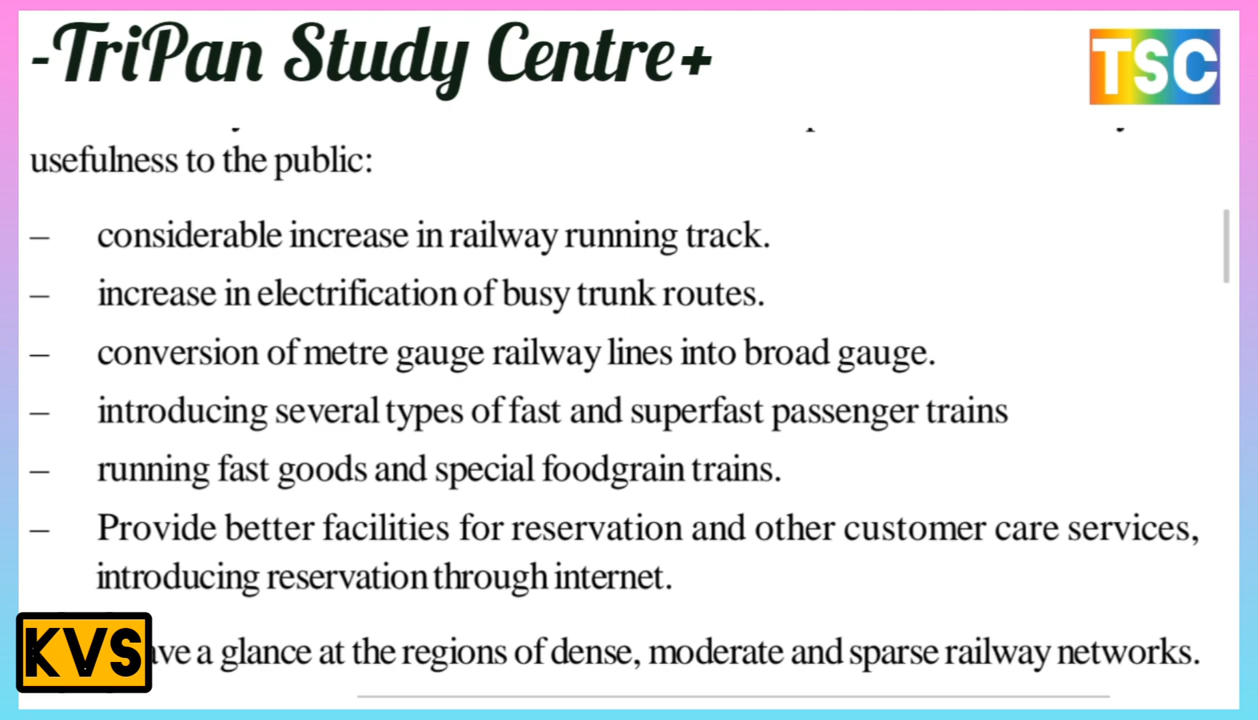 -TriPan Study Centre+
TSC
usefulness to the public:
– considerable increase in railway running track.
– increase in electrification of busy trunk routes.
– conversion of metre gauge railway lines into broad gauge.
– introducing several types of fast and superfast passenger trains
– running fast goods and special foodgrain trains.
– Provide better facilities for reservation and other customer care services,
introducing reservation through internet.
KVS
a glance at the regions of dense, moderate and sparse railway networks.